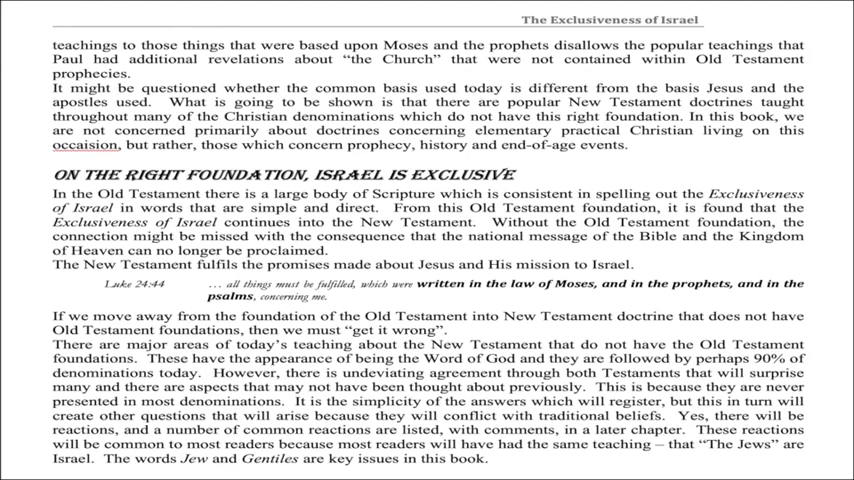 The Exclusiveness of Israel
teachings to those things that were based upon Moses and the prophets disallows the popular teachings that
Paul had additional revelations about “the Church” that were not contained within Old Testament
prophecies.
It might be questioned whether the common basis used today is different from the basis Jesus and the
apostles used. What is going to be shown is that there are popular New Testament doctrines taught
throughout many of the Christian denominations which do not have this right foundation. In this book, we
are not concerned primarily about doctrines concerning elementary practical Christian living on this
occaision, but rather, those which concern prophecy, history and end-of-age events.
ON THE RIGHT FOUNDATION, ISRAEL IS EXCLUSIVE
In the Old Testament there is a large body of Scripture which is consistent in spelling out the Exclusiveness
of Israel in words that are simple and direct. From this Old Testament foundation, it is found that the
Exclusiveness of Israel continues into the New Testament. Without the Old Testament foundation, the
connection might be missed with the consequence that the national message of the Bible and the Kingdom
of Heaven can no longer be proclaimed.
The New Testament fulfils the promises made about Jesus and His mission to Israel.
Luke 24:44 … all things must be fulfilled, which were written in the law of Moses, and in the prophets, and in the
psalms, concerning me.
If we move away from the foundation of the Old Testament into New Testament doctrine that does not have
Old Testament foundations, then we must “get it wrong”.
There are major areas of today’s teaching about the New Testament that do not have the Old Testament
foundations. These have the appearance of being the Word of God and they are followed by perhaps 90% of
denominations today. However, there is undeviating agreement through both Testaments that will surprise
many and there are aspects that may not have been thought about previously. This is because they are never
presented in most denominations. It is the simplicity of the answers which will register, but this in turn will
create other questions that will arise because they will conflict with traditional beliefs. Yes, there will be
reactions, and a number of common reactions are listed, with comments, in a later chapter. These reactions
will be common to most readers because most readers will have had the same teaching – that “The Jews” are
Israel. The words Jew and Gentiles are key issues in this book.